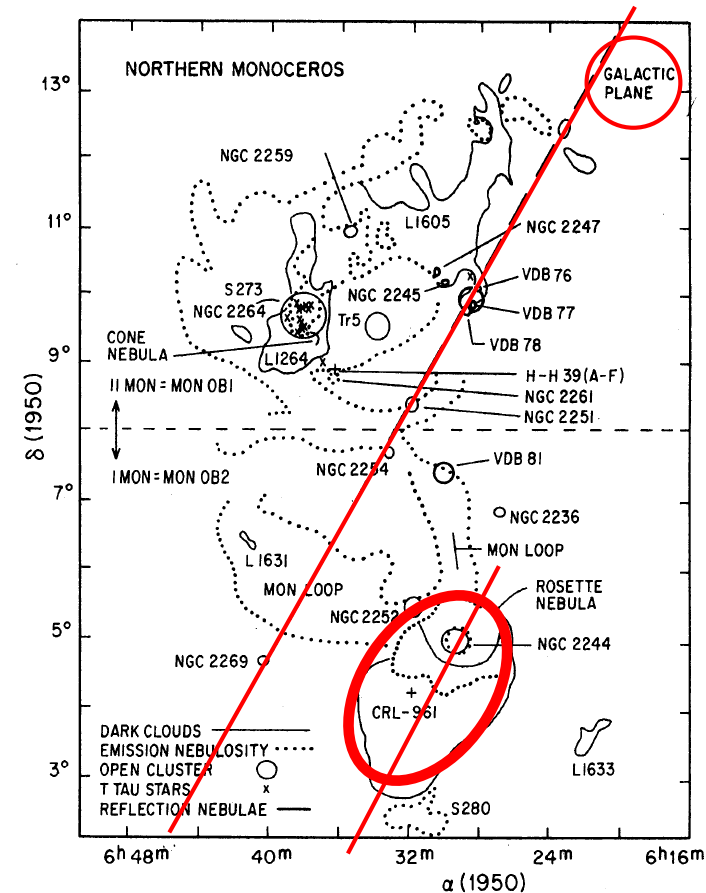 NORTHERN MONOCEROS
GALACTIC
PLANE
13°
NGC 2259
L1605
11°
NGC 2247
S273
NGC 2264
NGC 2245
VDB 76
Tr5
VDB 77
CONE
NEBULA
VDB 78
L1264
9°
H-H 39(A-F)
II MON = MON OB1
NGC 2261
NGC 2251
δ (1950)
I MON = MON OB2
NGC 2254
VDB 81
7°
NGC 2236
L1631
MON LOOP
MON LOOP
ROSETTE
NEBULA
NGC 2252
5°
NGC 2244
NGC 2269
CRL-961
DARK CLOUDS
EMISSION NEBULOSITY
OPEN CLUSTER
T TAU STARS
REFLECTION NEBULAE
3°
L1633
S280
6h 48m 40m 32m 24m 6h 16m
α (1950)